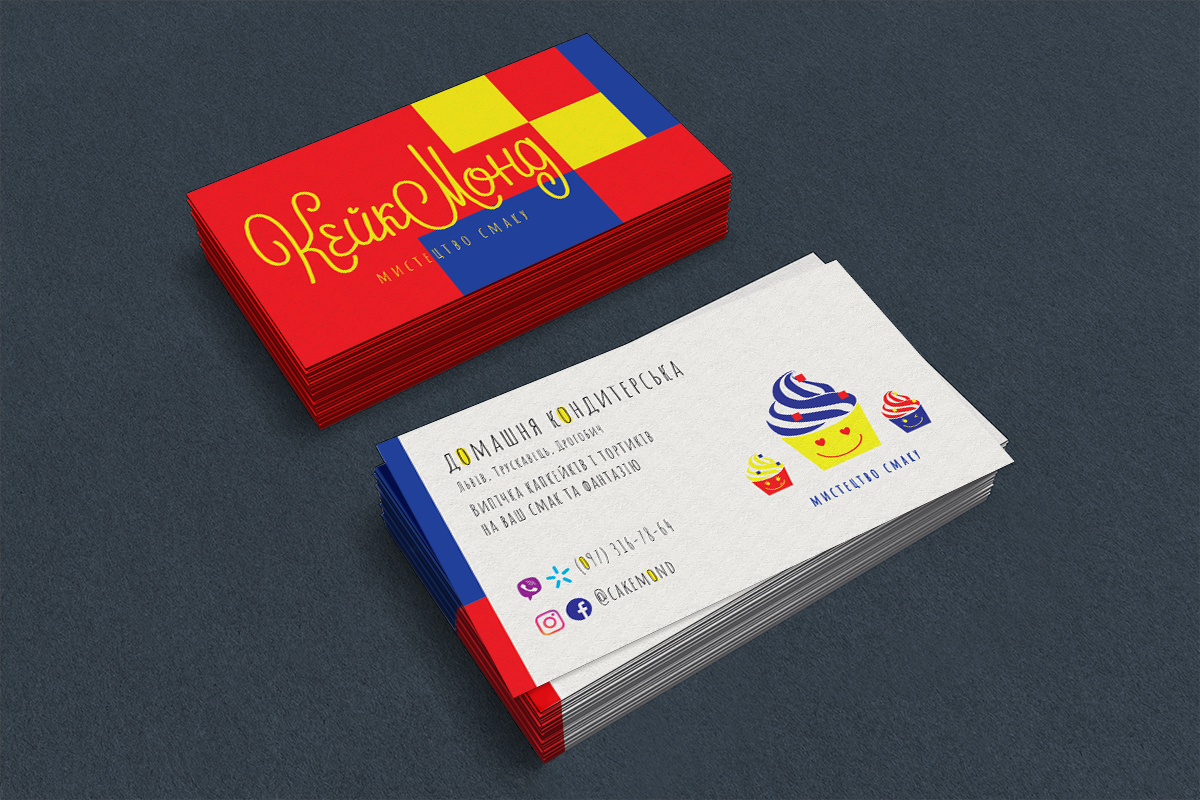 КейкМонд
МИСТЕЦТВО СМАКУ
ДОМАШНЯ КОНДИТЕРСЬКА
ЛЬВІВ, ТРУСКАВЕЦЬ, ДРОГОБИЧ
ВИПІЧКА КАПКЕЙКІВ І ТОРТИКІВ
НА ВАШ СМАК ТА ФАНТАЗІЮ
(097) 316-78-64
@CAKEMOND
МИСТЕЦТВО СМАКУ